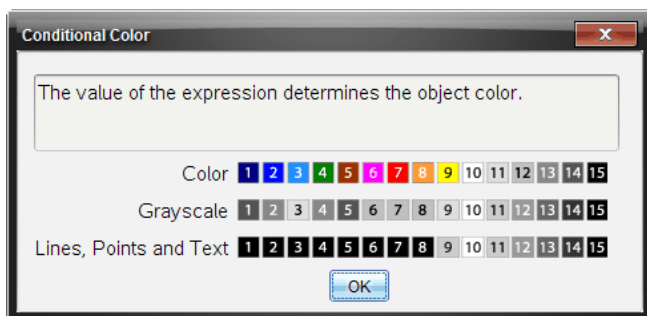 Conditional Color
X
The value of the expression determines the object color.
Color 1 2 3 4 5 6 7 8 9 10 11 12 13 14 15
Grayscale 1 2 3 4 5 6 7 8 9 10 11 12 13 14 15
Lines, Points and Text 1 2 3 4 5 6 7 8 9 10 11 12 13 14 15
OK